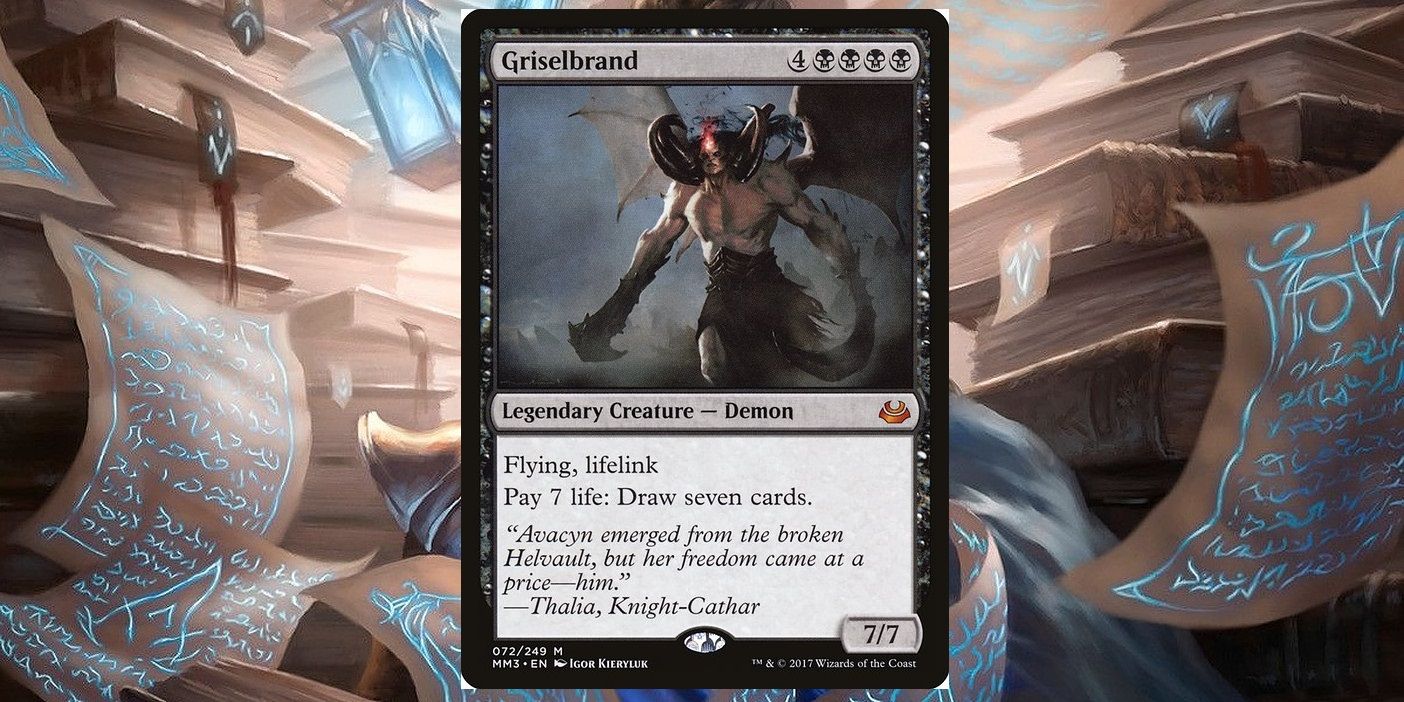 Griselbrand 4
Legendary Creature — Demon
Flying, lifelink
Pay 7 life: Draw seven cards.
“Avacyn emerged from the broken
Helvault, but her freedom came at a
price—him.”
—Thalia, Knight-Cathar
7/7
072/249 M
MM3 • EN Igor Kieryluk
™ & © 2017 Wizards of the Coast